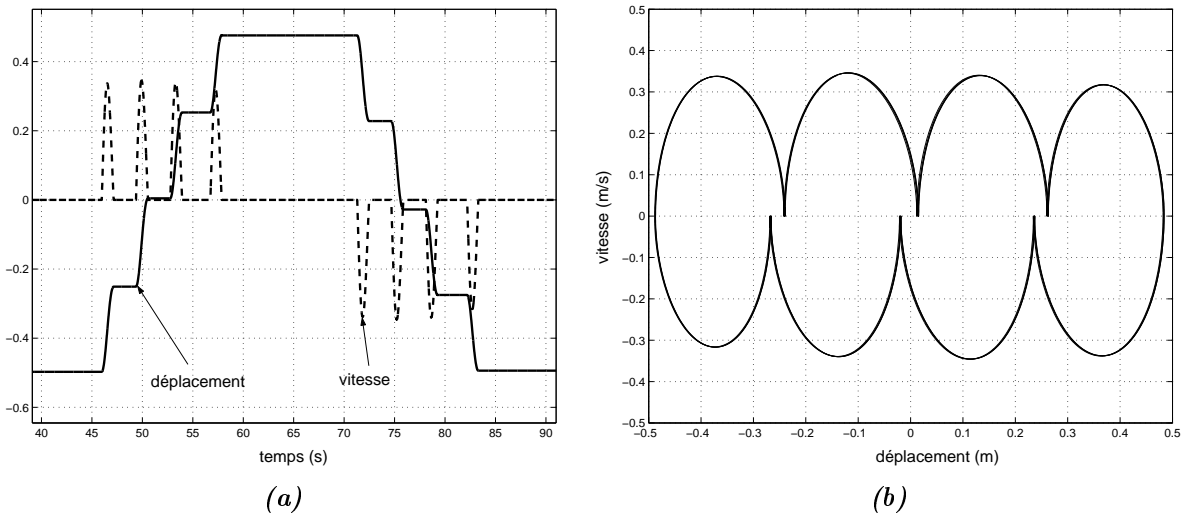 0.4
0.2
0
−0.2
−0.4
−0.6
40 45 50 55 60 65 70 75 80 85 90
déplacement
vitesse
temps (s)
(a)
0.5
0.4
0.3
0.2
0.1
0
−0.1
−0.2
−0.3
−0.4
−0.5
−0.5 −0.4 −0.3 −0.2 −0.1 0 0.1 0.2 0.3 0.4 0.5
vitesse (m/s)
déplacement (m)
(b)